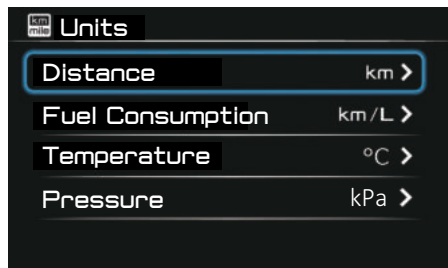 km
mile
Units
Distance km
Fuel Consumption km/L
Temperature °C
Pressure kPa